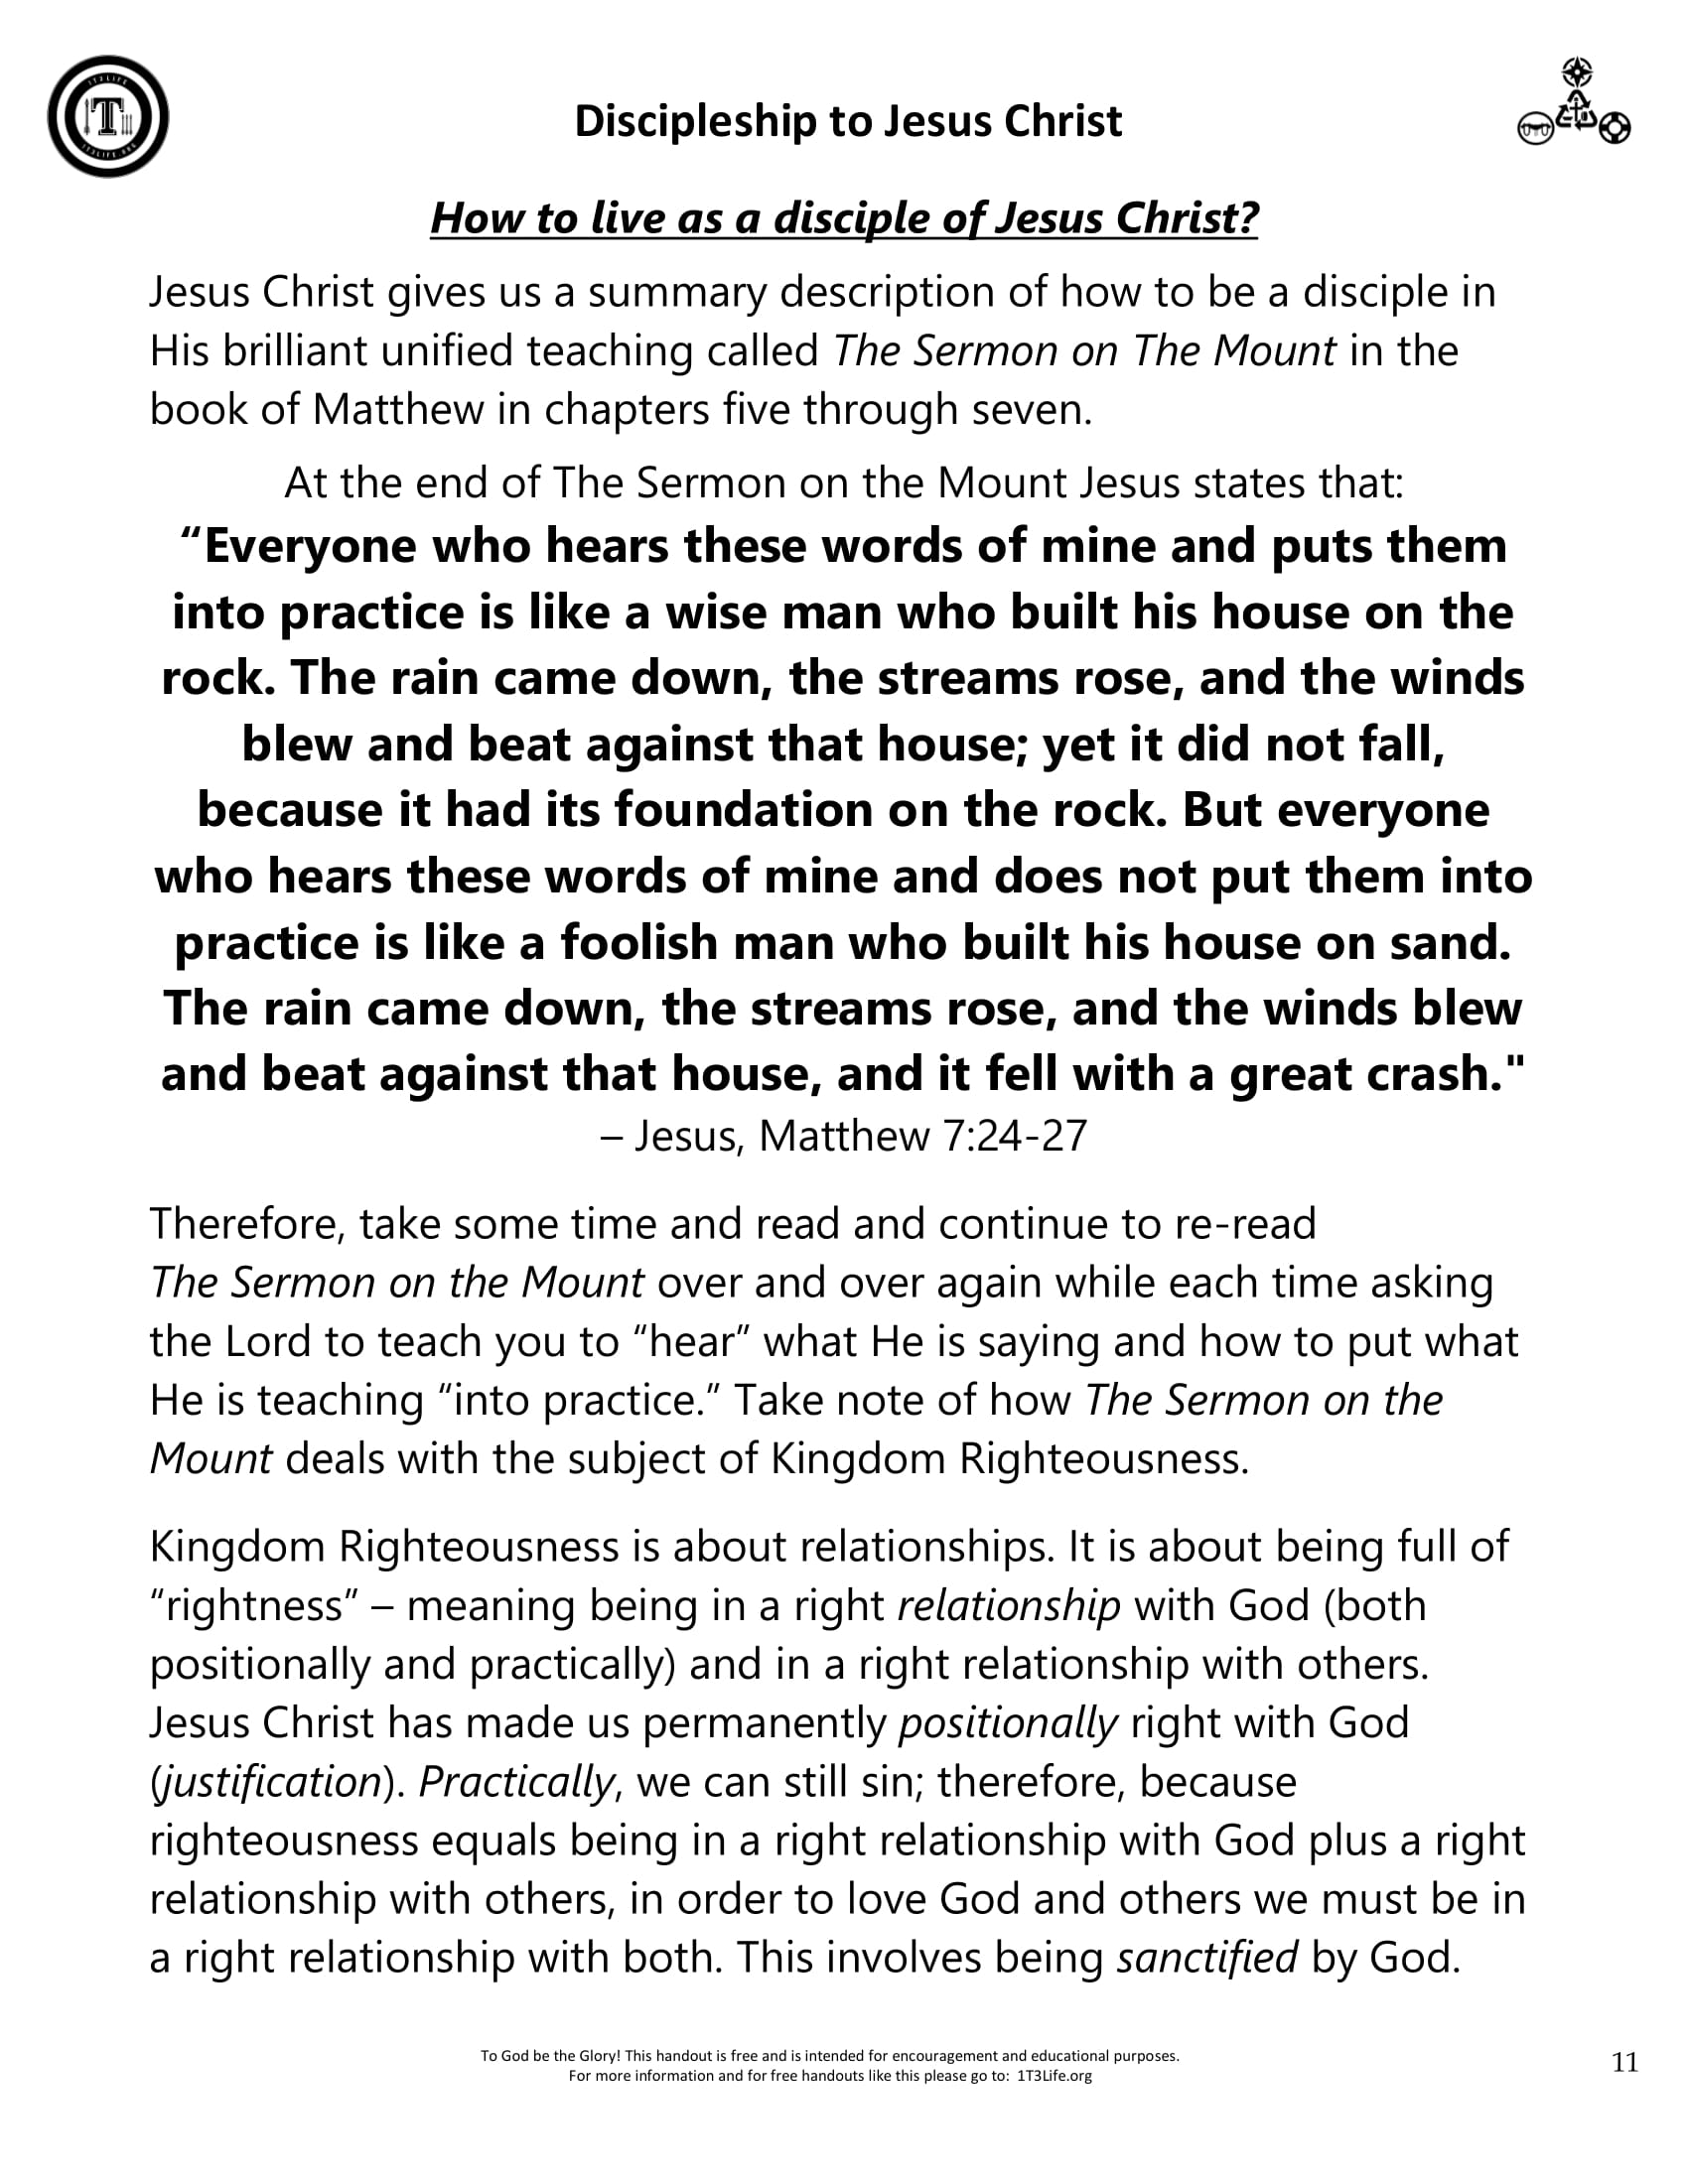 1T3LIFE
T
1T3LIFE.ORG
Discipleship to Jesus Christ
How to live as a disciple of Jesus Christ?
Jesus Christ gives us a summary description of how to be a disciple in
His brilliant unified teaching called The Sermon on The Mount in the
book of Matthew in chapters five through seven.
At the end of The Sermon on the Mount Jesus states that:
“Everyone who hears these words of mine and puts them
into practice is like a wise man who built his house on the
rock. The rain came down, the streams rose, and the winds
blew and beat against that house; yet it did not fall,
because it had its foundation on the rock. But everyone
who hears these words of mine and does not put them into
practice is like a foolish man who built his house on sand.
The rain came down, the streams rose, and the winds blew
and beat against that house, and it fell with a great crash."
– Jesus, Matthew 7:24-27
Therefore, take some time and read and continue to re-read
The Sermon on the Mount over and over again while each time asking
the Lord to teach you to “hear” what He is saying and how to put what
He is teaching “into practice.” Take note of how The Sermon on the
Mount deals with the subject of Kingdom Righteousness.
Kingdom Righteousness is about relationships. It is about being full of
“rightness” – meaning being in a right relationship with God (both
positionally and practically) and in a right relationship with others.
Jesus Christ has made us permanently positionally right with God
(justification). Practically, we can still sin; therefore, because
righteousness equals being in a right relationship with God plus a right
relationship with others, in order to love God and others we must be in
a right relationship with both. This involves being sanctified by God.
To God be the Glory! This handout is free and is intended for encouragement and educational purposes.
For more information and for free handouts like this please go to: 1T3Life.org
11